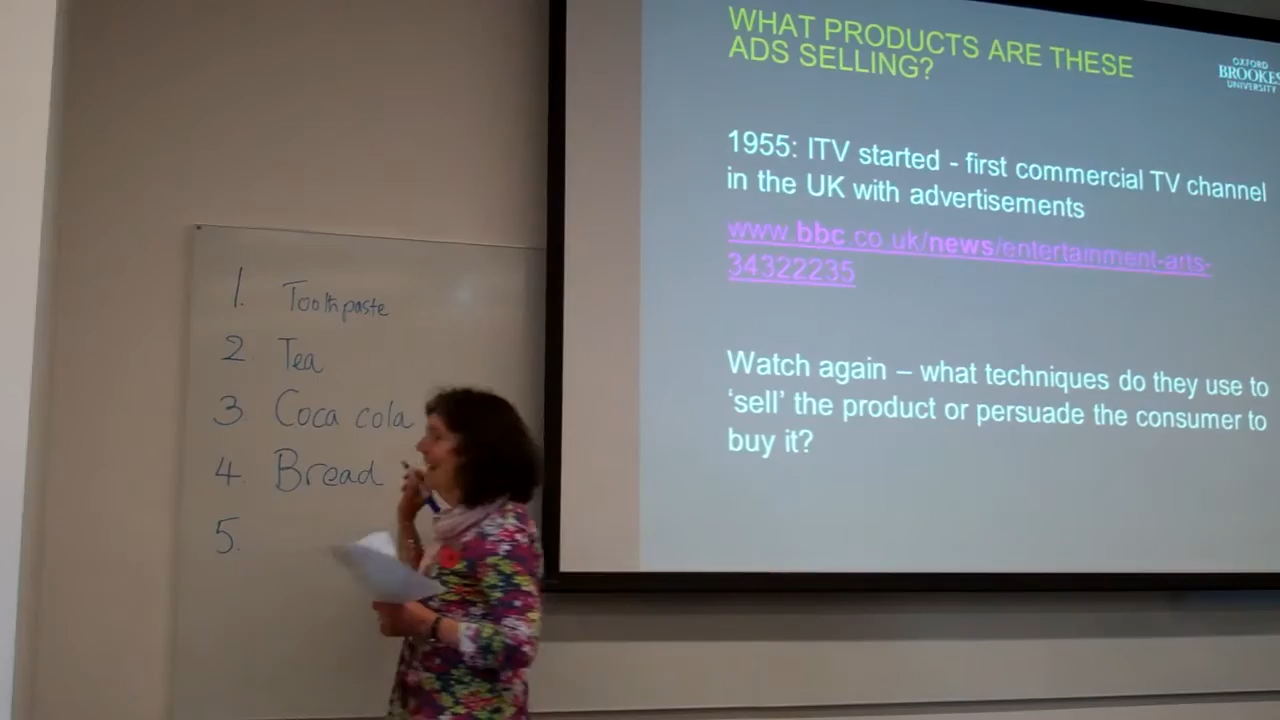 WHAT PRODUCTS ARE THESE
ADS SELLING?
OXFORD
BROOKES
UNIVERSITY
1955: ITV started - first commercial TV channel
in the UK with advertisements
www.bbc.co.uk/news/entertainment-arts-
34322235
Watch again – what techniques do they use to
‘sell’ the product or persuade the consumer to
buy it?
1. Toothpaste
2. Tea
3 Coca cola
4. Bread
5.